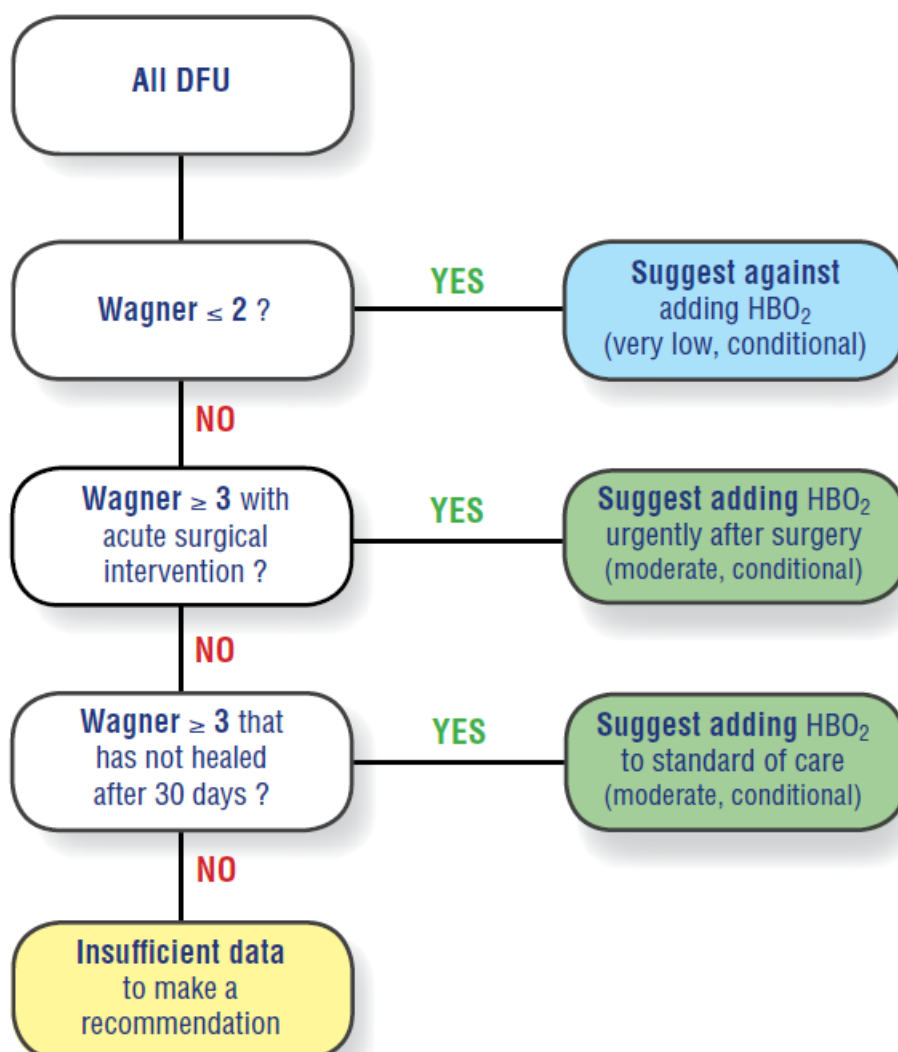 All DFU
Wagner ≤ 2 ?
YES
Suggest against
adding HBO₂
(very low, conditional)
NO
Wagner ≥ 3 with
acute surgical
intervention ?
YES
Suggest adding HBO₂
urgently after surgery
(moderate, conditional)
NO
Wagner ≥ 3 that
has not healed
after 30 days ?
YES
Suggest adding HBO₂
to standard of care
(moderate, conditional)
NO
Insufficient data
to make a
recommendation